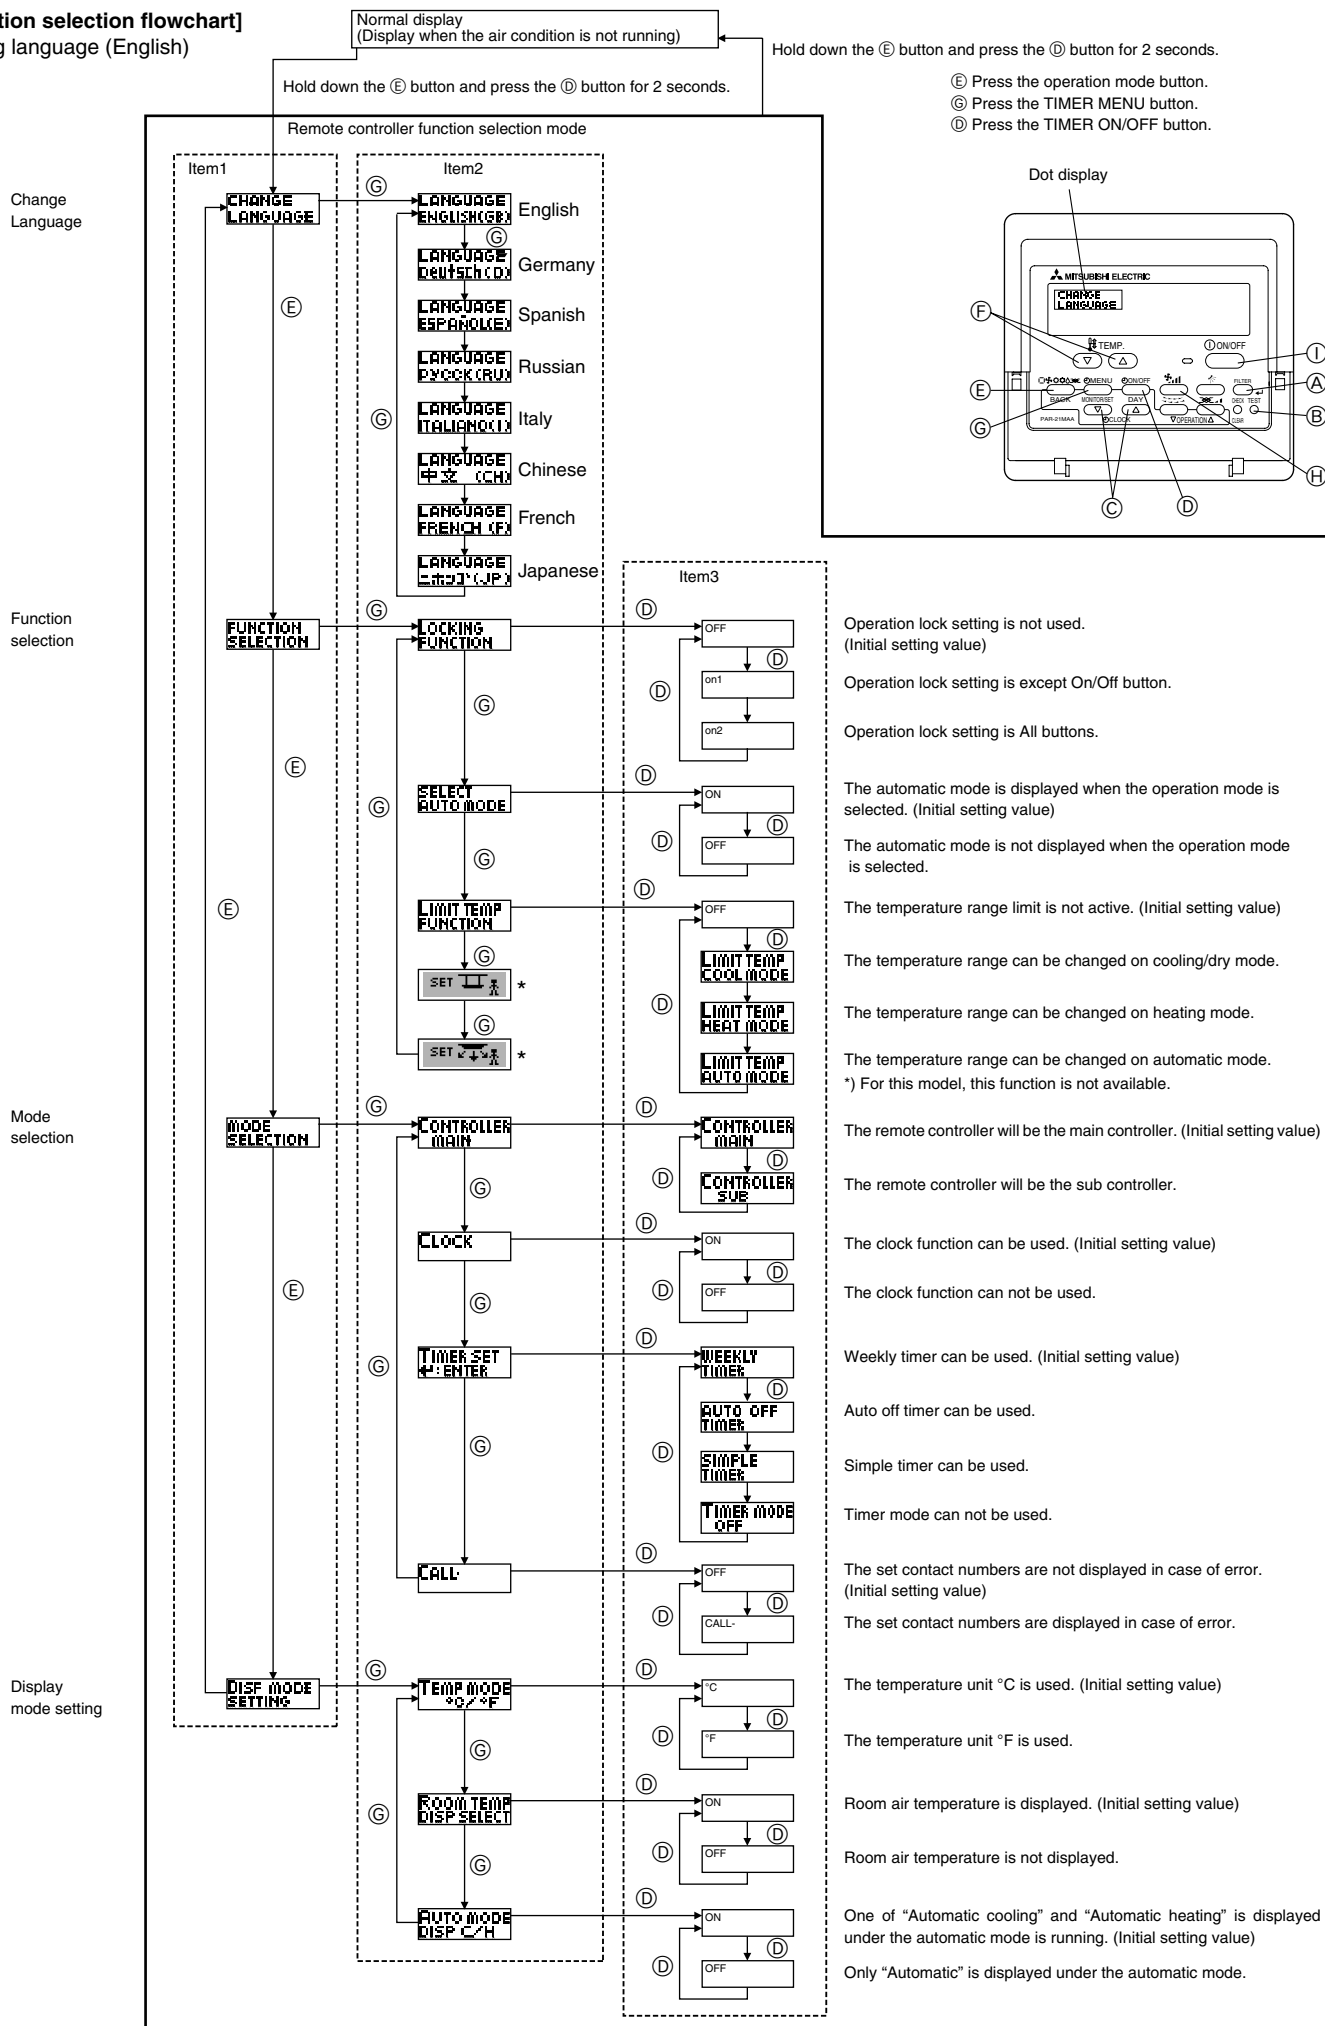 tion selection flowchart]
g language (English)
Normal display
(Display when the air condition is not running)
Hold down the Ⓔ button and press the Ⓓ button for 2 seconds.
Hold down the Ⓔ button and press the Ⓓ button for 2 seconds.
Ⓔ Press the operation mode button.
Ⓖ Press the TIMER MENU button.
Ⓓ Press the TIMER ON/OFF button.
Remote controller function selection mode
Item1
Item2
Dot display
MITSUBISHI ELECTRIC
CHANGE
LANGUAGE
TEMP.
ON/OFF
MENU
ON/OFF
FILTER
BACK
MONITOR/SET
DAY
CHECK
TEST
PAR-21MAA
CLOCK
OPERATION
CLEAR
Ⓕ
Ⓔ
Ⓖ
Ⓒ
Ⓓ
Ⓘ
Ⓐ
Ⓑ
Ⓗ
Change
Language
CHANGE
LANGUAGE
Ⓖ
LANGUAGE
ENGLISH(GB)
English
Ⓖ
LANGUAGE
Deutsch(D)
Germany
Ⓔ
LANGUAGE
ESPAÑOL(E)
Spanish
LANGUAGE
РУССК(RU)
Russian
Ⓖ
LANGUAGE
ITALIANO(I)
Italy
LANGUAGE
中文 (CH)
Chinese
LANGUAGE
FRENCH (F)
French
LANGUAGE
ニホンゴ(JP)
Japanese
Item3
Function
selection
FUNCTION
SELECTION
Ⓖ
LOCKING
FUNCTION
Ⓓ
OFF
Operation lock setting is not used.
(Initial setting value)
Ⓓ
Ⓓ
on1
Operation lock setting is except On/Off button.
Ⓖ
on2
Operation lock setting is All buttons.
Ⓔ
Ⓖ
SELECT
AUTO MODE
Ⓓ
ON
The automatic mode is displayed when the operation mode is
selected. (Initial setting value)
Ⓓ
Ⓓ
OFF
The automatic mode is not displayed when the operation mode
is selected.
Ⓖ
Ⓔ
LIMIT TEMP
FUNCTION
Ⓓ
OFF
The temperature range limit is not active. (Initial setting value)
Ⓖ
Ⓓ
LIMIT TEMP
COOL MODE
The temperature range can be changed on cooling/dry mode.
SET
*
Ⓓ
LIMIT TEMP
HEAT MODE
The temperature range can be changed on heating mode.
Ⓖ
SET
*
LIMIT TEMP
AUTO MODE
The temperature range can be changed on automatic mode.
*) For this model, this function is not available.
Mode
selection
MODE
SELECTION
Ⓖ
CONTROLLER
MAIN
Ⓓ
CONTROLLER
MAIN
The remote controller will be the main controller. (Initial setting value)
Ⓓ
Ⓓ
CONTROLLER
SUB
The remote controller will be the sub controller.
Ⓖ
CLOCK
Ⓓ
ON
The clock function can be used. (Initial setting value)
Ⓓ
Ⓔ
Ⓓ
OFF
The clock function can not be used.
Ⓖ
Ⓖ
TIMER SET
↵:ENTER
Ⓓ
WEEKLY
TIMER
Weekly timer can be used. (Initial setting value)
Ⓓ
AUTO OFF
TIMER
Auto off timer can be used.
Ⓖ
Ⓓ
SIMPLE
TIMER
Simple timer can be used.
TIMER MODE
OFF
Timer mode can not be used.
CALL
Ⓓ
OFF
The set contact numbers are not displayed in case of error.
(Initial setting value)
Ⓓ
Ⓓ
CALL-
The set contact numbers are displayed in case of error.
Display
mode setting
DISP MODE
SETTING
Ⓖ
TEMP MODE
°C/°F
Ⓓ
°C
The temperature unit °C is used. (Initial setting value)
Ⓓ
Ⓓ
°F
The temperature unit °F is used.
Ⓖ
Ⓖ
ROOM TEMP
DISP SELECT
Ⓓ
ON
Room air temperature is displayed. (Initial setting value)
Ⓓ
Ⓓ
OFF
Room air temperature is not displayed.
Ⓖ
AUTO MODE
DISP C/H
Ⓓ
ON
One of “Automatic cooling” and “Automatic heating” is displayed
under the automatic mode is running. (Initial setting value)
Ⓓ
Ⓓ
OFF
Only “Automatic” is displayed under the automatic mode.